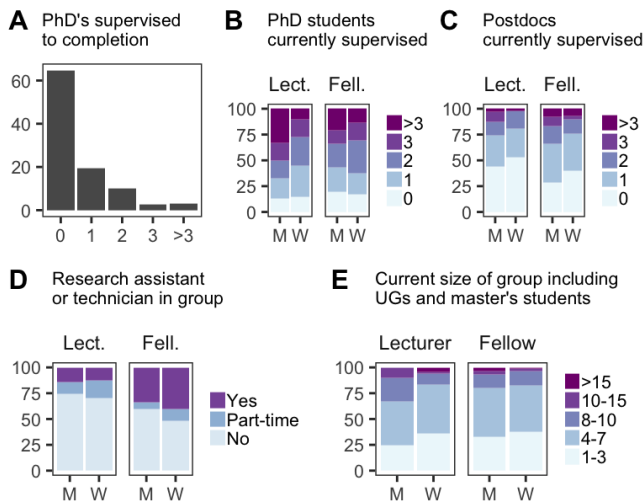 A PhD's supervised
to completion
60
40
20
0
0 1 2 3 >3
B PhD students
currently supervised
Lect. Fell.
100
75
50
25
0
M W M W
>3
3
2
1
0
C Postdocs
currently supervised
Lect. Fell.
100
75
50
25
0
M W M W
>3
3
2
1
0
D Research assistant
or technician in group
Lect. Fell.
100
75
50
25
0
M W M W
Yes
Part-time
No
E Current size of group including
UGs and master's students
Lecturer Fellow
100
75
50
25
0
M W M W
>15
10-15
8-10
4-7
1-3